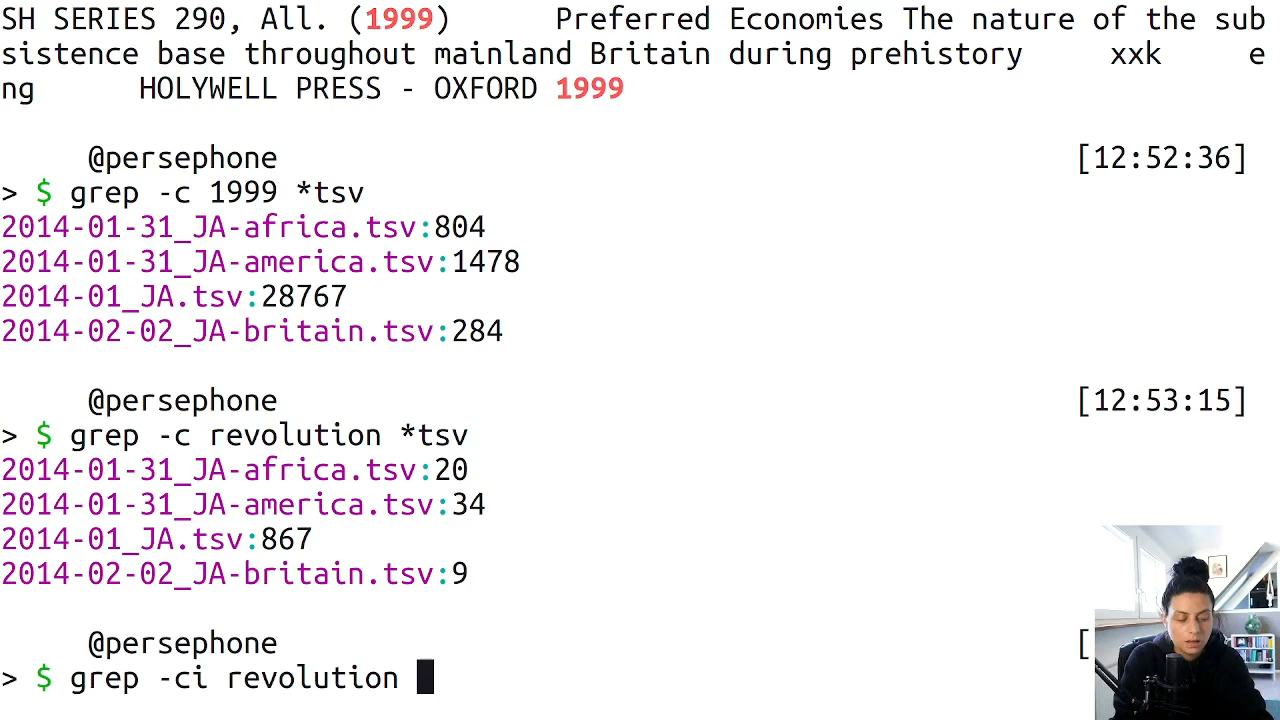 SH SERIES 290, All. (1999)      Preferred Economies The nature of the sub
sistence base throughout mainland Britain during prehistory     xxk     e
ng      HOLYWELL PRESS - OXFORD 1999
@persephone [12:52:36]
> $ grep -c 1999 *tsv
2014-01-31_JA-africa.tsv:804
2014-01-31_JA-america.tsv:1478
2014-01_JA.tsv:28767
2014-02-02_JA-britain.tsv:284
@persephone [12:53:15]
> $ grep -c revolution *tsv
2014-01-31_JA-africa.tsv:20
2014-01-31_JA-america.tsv:34
2014-01_JA.tsv:867
2014-02-02_JA-britain.tsv:9
@persephone [
> $ grep -ci revolution